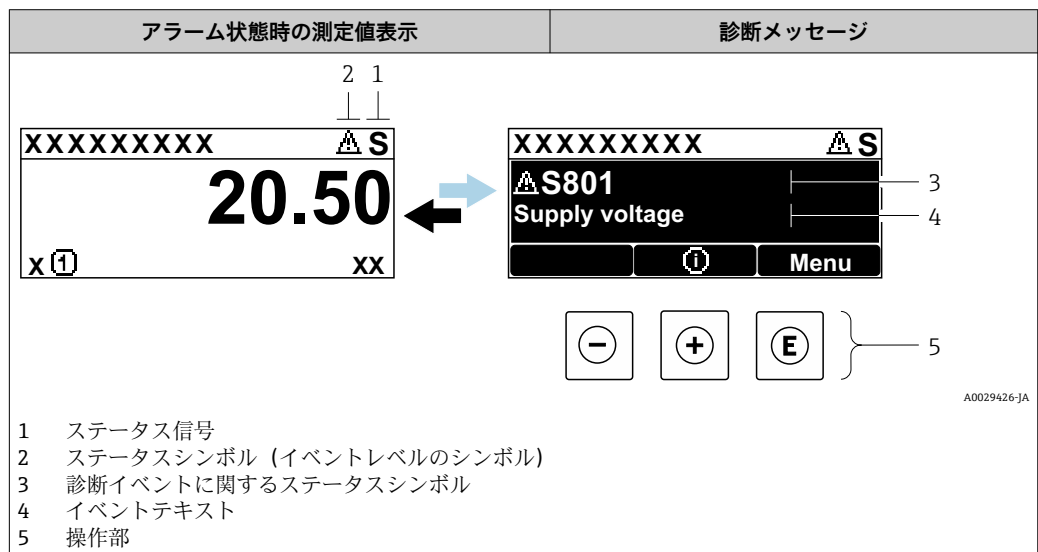 アラーム状態時の測定値表示
診断メッセージ
2 1
XXXXXXXXX ⚠ S
20.50
X ① XX
XXXXXXXXX ⚠ S
⚠S801
Supply voltage
ⓘ Menu
3
4
− + E
5
A0029426-JA
1 ステータス信号
2 ステータスシンボル (イベントレベルのシンボル)
3 診断イベントに関するステータスシンボル
4 イベントテキスト
5 操作部